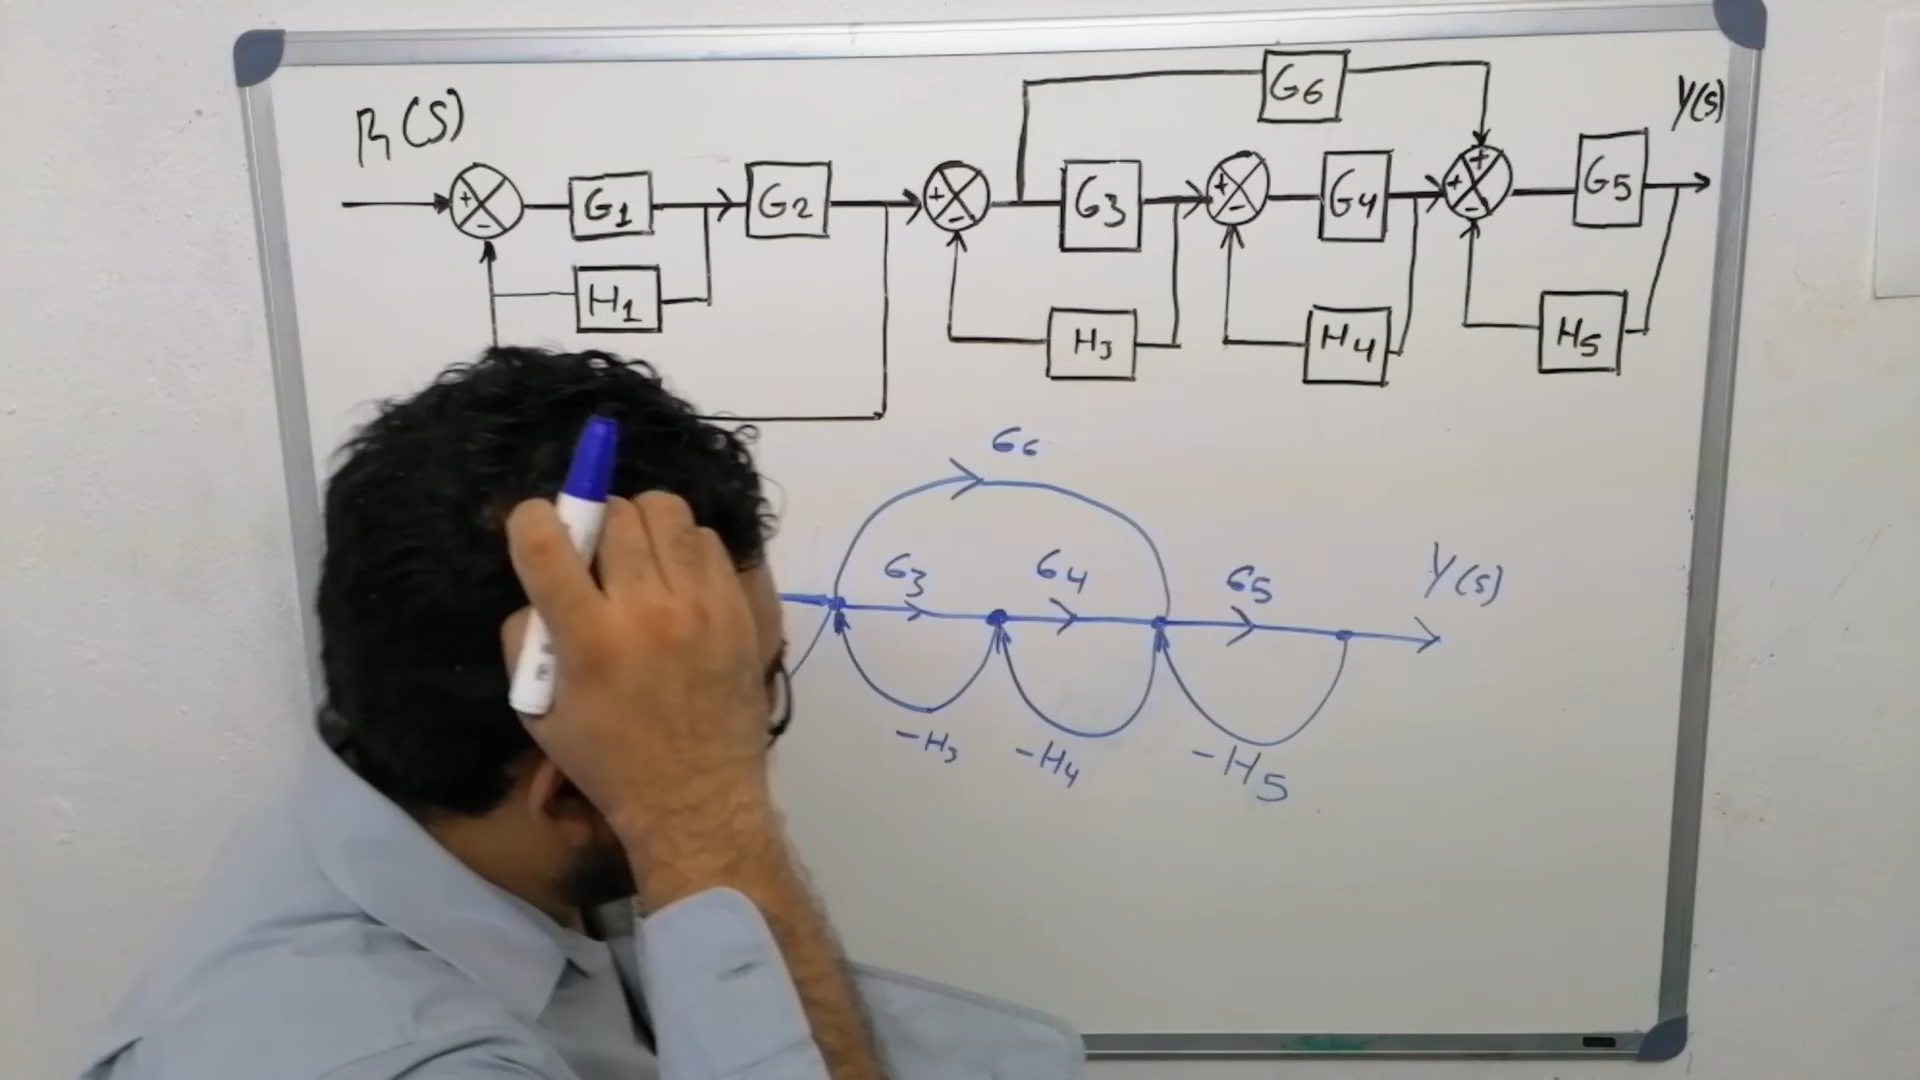 R(S) + - G1 G2 + - G3 + - G4 + + - G5 Y(s)
G6
H1 H3 H4 H5
G6
G3 G4 G5 Y(s)
-H3 -H4 -H5